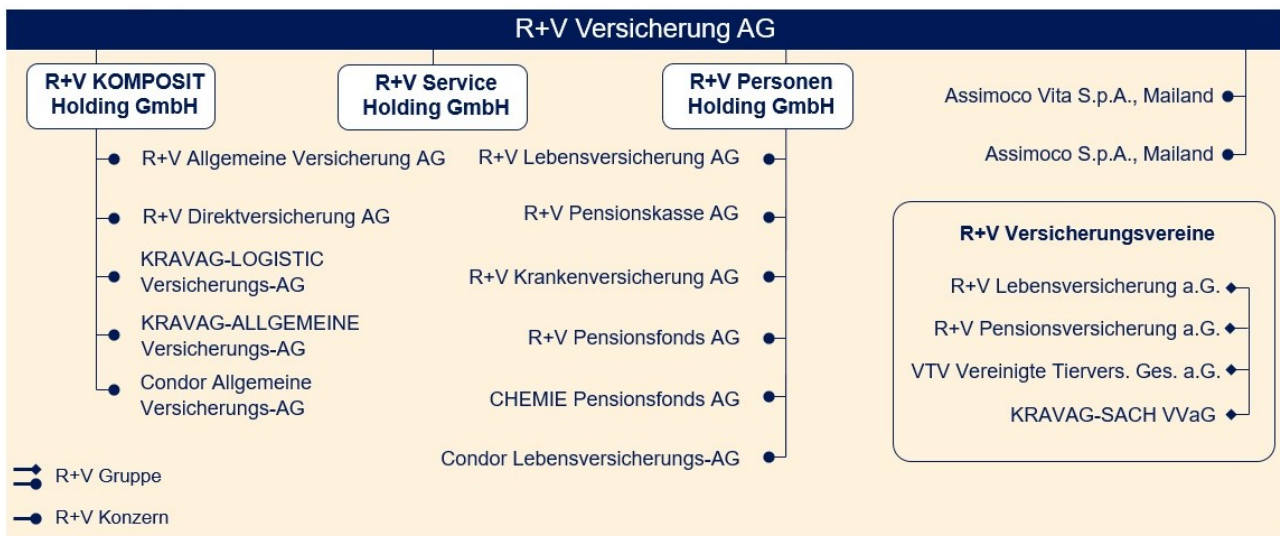 R+V Versicherung AG
R+V KOMPOSIT
Holding GmbH
R+V Allgemeine Versicherung AG
R+V Direktversicherung AG
KRAVAG-LOGISTIC
Versicherungs-AG
KRAVAG-ALLGEMEINE
Versicherungs-AG
Condor Allgemeine
Versicherungs-AG
R+V Service
Holding GmbH
R+V Personen
Holding GmbH
R+V Lebensversicherung AG
R+V Pensionskasse AG
R+V Krankenversicherung AG
R+V Pensionsfonds AG
CHEMIE Pensionsfonds AG
Condor Lebensversicherungs-AG
Assimoco Vita S.p.A., Mailand
Assimoco S.p.A., Mailand
R+V Versicherungsvereine
R+V Lebensversicherung a.G.
R+V Pensionsversicherung a.G.
VTV Vereinigte Tiervers. Ges. a.G.
KRAVAG-SACH VVaG
R+V Gruppe
R+V Konzern